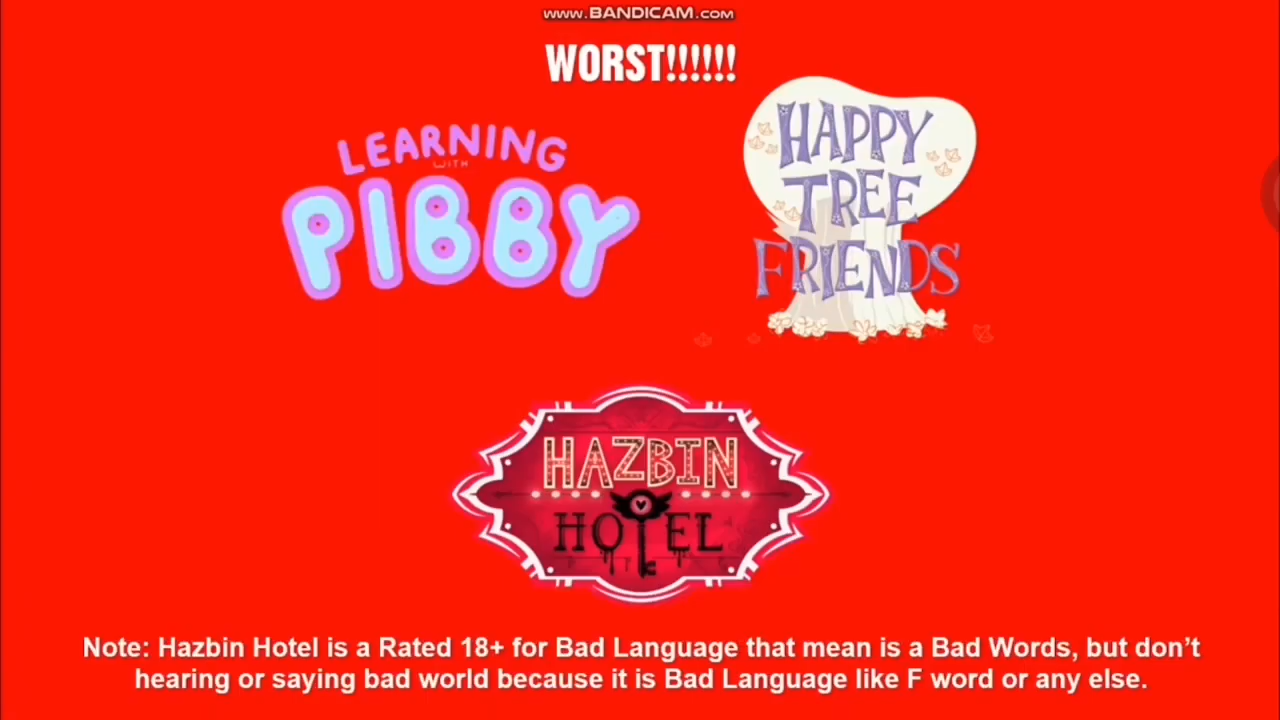 www.BANDICAM.com
WORST!!!!!!
LEARNING
WITH
PIBBY
HAPPY
TREE
FRIENDS
HAZBIN
HOTEL
Note: Hazbin Hotel is a Rated 18+ for Bad Language that mean is a Bad Words, but don’t
hearing or saying bad world because it is Bad Language like F word or any else.